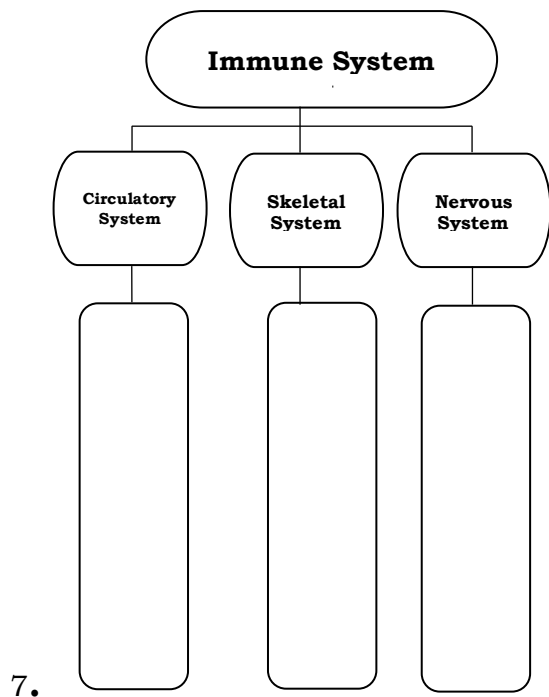 Immune System
Circulatory
System
Skeletal
System
Nervous
System
7.